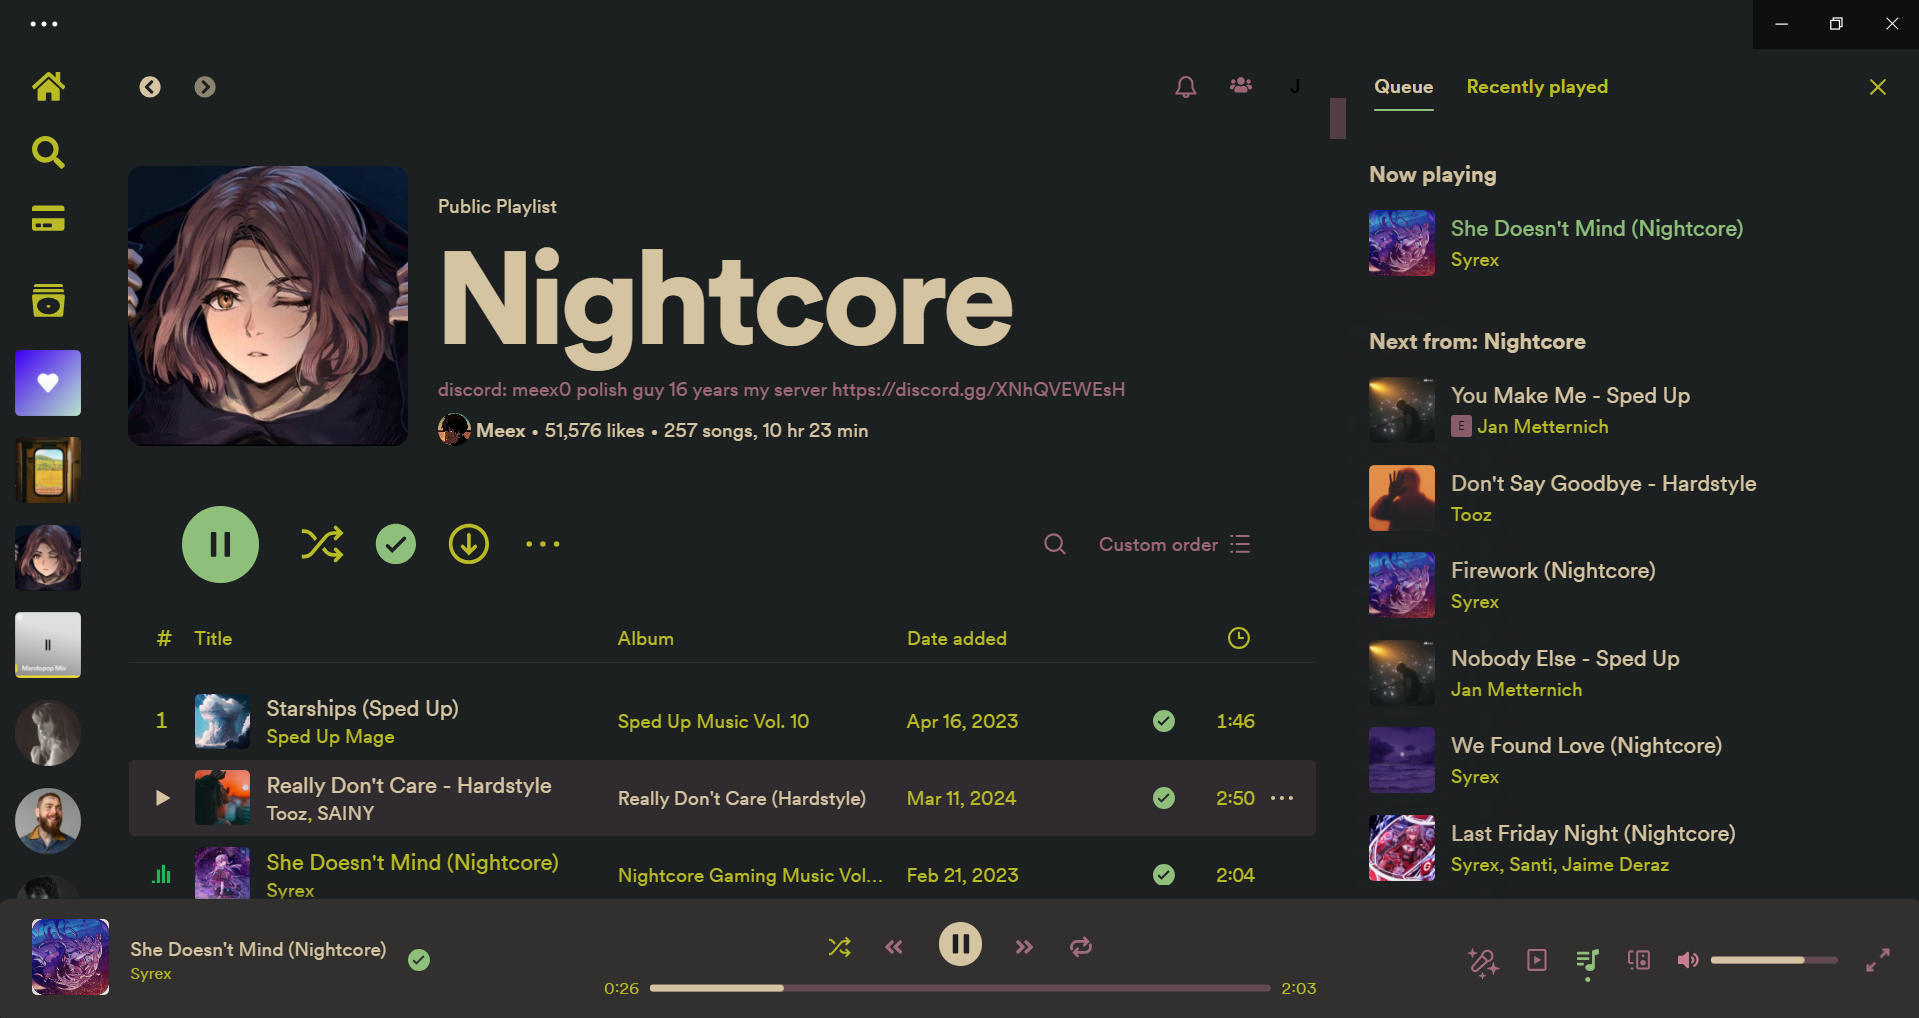 J
Queue
Recently played
Public Playlist
Nightcore
discord: meex0 polish guy 16 years my server https://discord.gg/XNhQVEWEsH
Meex • 51,576 likes • 257 songs, 10 hr 23 min
Custom order
# Title Album Date added
1 Starships (Sped Up) Sped Up Music Vol. 10 Apr 16, 2023 1:46
Sped Up Mage
Really Don't Care - Hardstyle Really Don't Care (Hardstyle) Mar 11, 2024 2:50
Tooz, SAINY
She Doesn't Mind (Nightcore) Nightcore Gaming Music Vol... Feb 21, 2023 2:04
Syrex
Mandopop Mix
Now playing
She Doesn't Mind (Nightcore)
Syrex
Next from: Nightcore
You Make Me - Sped Up
E Jan Metternich
Don't Say Goodbye - Hardstyle
Tooz
Firework (Nightcore)
Syrex
Nobody Else - Sped Up
Jan Metternich
We Found Love (Nightcore)
Syrex
Last Friday Night (Nightcore)
Syrex, Santi, Jaime Deraz
She Doesn't Mind (Nightcore)
Syrex
0:26
2:03